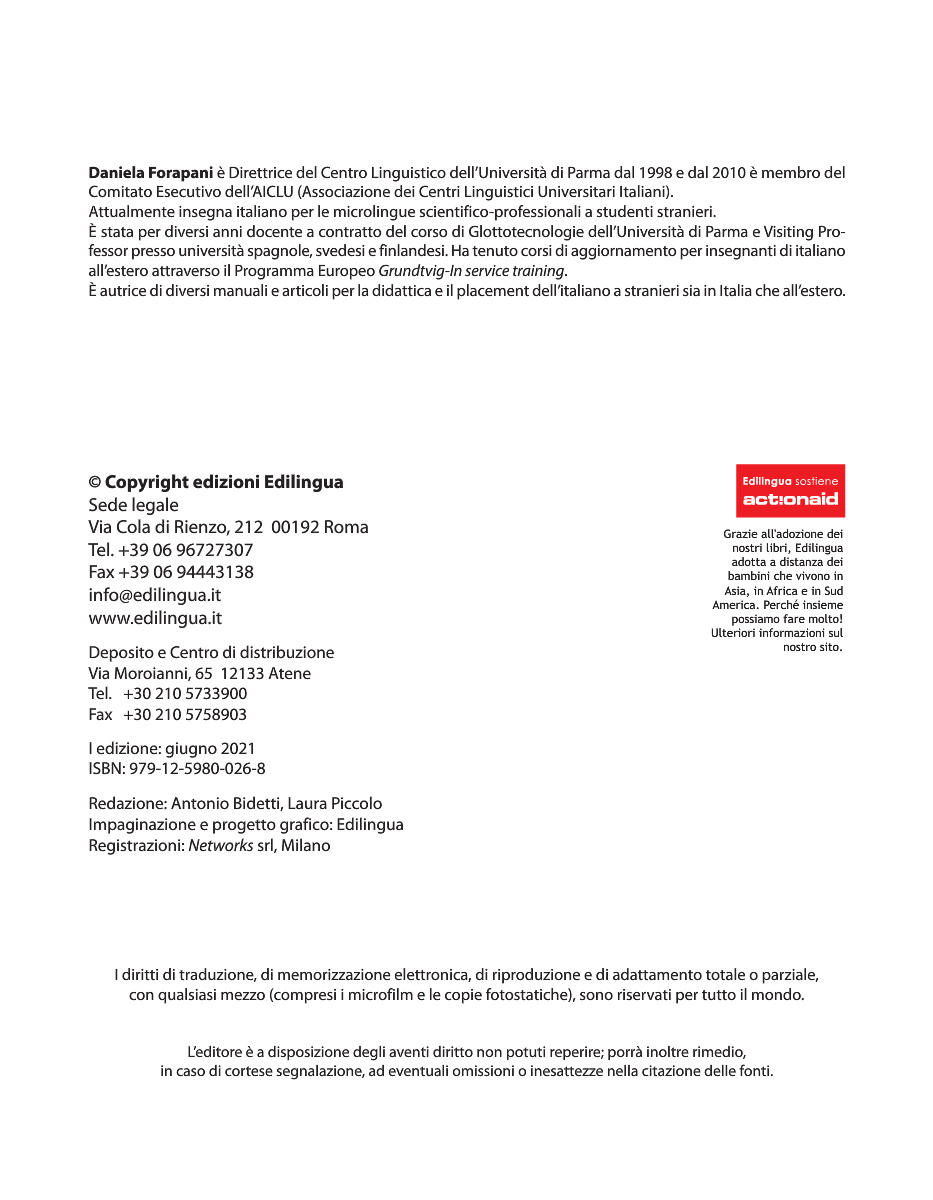 Daniela Forapani è Direttrice del Centro Linguistico dell'Università di Parma dal 1998 e dal 2010 è membro del
Comitato Esecutivo dell'AICLU (Associazione dei Centri Linguistici Universitari Italiani).
Attualmente insegna italiano per le microlingue scientifico-professionali a studenti stranieri.
È stata per diversi anni docente a contratto del corso di Glottotecnologie dell'Università di Parma e Visiting Pro-
fessor presso università spagnole, svedesi e finlandesi. Ha tenuto corsi di aggiornamento per insegnanti di italiano
all'estero attraverso il Programma Europeo Grundtvig-In service training.
È autrice di diversi manuali e articoli per la didattica e il placement dell'italiano a stranieri sia in Italia che all'estero.
© Copyright edizioni Edilingua
Sede legale
Via Cola di Rienzo, 212 00192 Roma
Tel. +39 06 96727307
Fax +39 06 94443138
info@edilingua.it
www.edilingua.it
Deposito e Centro di distribuzione
Via Moroianni, 65 12133 Atene
Tel. +30 210 5733900
Fax +30 210 5758903
I edizione: giugno 2021
ISBN: 979-12-5980-026-8
Redazione: Antonio Bidetti, Laura Piccolo
Impaginazione e progetto grafico: Edilingua
Registrazioni: Networks srl, Milano
Edilingua sostiene
act:onaid
Grazie all'adozione dei
nostri libri, Edilingua
adotta a distanza dei
bambini che vivono in
Asia, in Africa e in Sud
America. Perché insieme
possiamo fare molto!
Ulteriori informazioni sul
nostro sito.
I diritti di traduzione, di memorizzazione elettronica, di riproduzione e di adattamento totale o parziale,
con qualsiasi mezzo (compresi i microfilm e le copie fotostatiche), sono riservati per tutto il mondo.
L'editore è a disposizione degli aventi diritto non potuti reperire; porrà inoltre rimedio,
in caso di cortese segnalazione, ad eventuali omissioni o inesattezze nella citazione delle fonti.